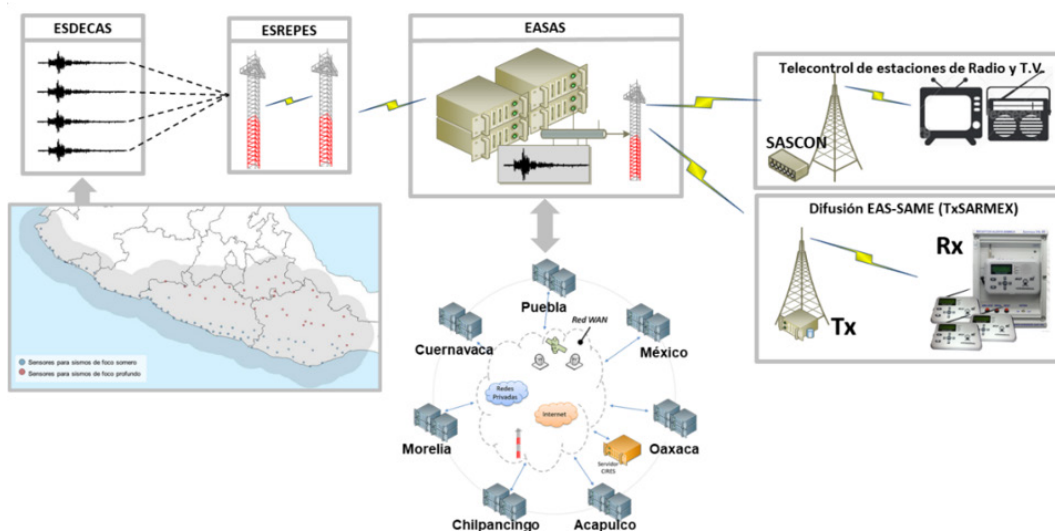 ESDECAS
ESREPES
EASAS
Telecontrol de estaciones de Radio y T.V.
SASCON
Difusión EAS-SAME (TxSARMEX)
Rx
Tx
Sensores para sismos de foco somero
Sensores para sismos de foco profundo
Puebla
Red WAN
Cuernavaca
México
Redes
Privadas
Internet
Morelia
Oaxaca
Servidor
CIRES
Chilpancingo
Acapulco